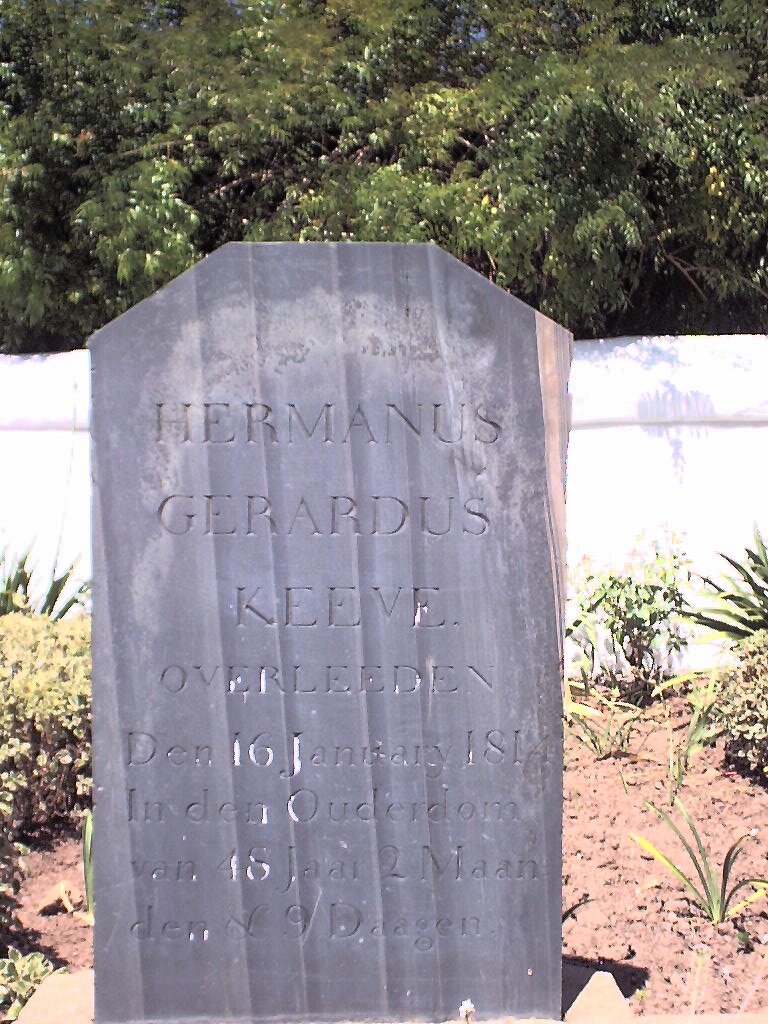 HERMANUS
GERARDUS
KEEVE.
OVERLEEDEN
Den 16 January 1814
In den Ouderdom
van 48 Jaar 2 Maan
den & 9 Daagen.